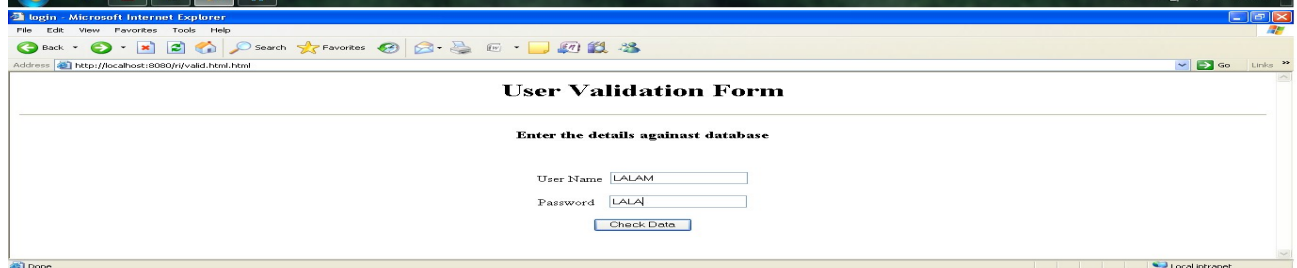 login - Microsoft Internet Explorer
File Edit View Favorites Tools Help
Back Search Favorites
Address http://localhost:8080/ri/valid.html.html Go Links »
User Validation Form
Enter the details againast database
User Name LALAM
Password LALA
Check Data
Done Local intranet